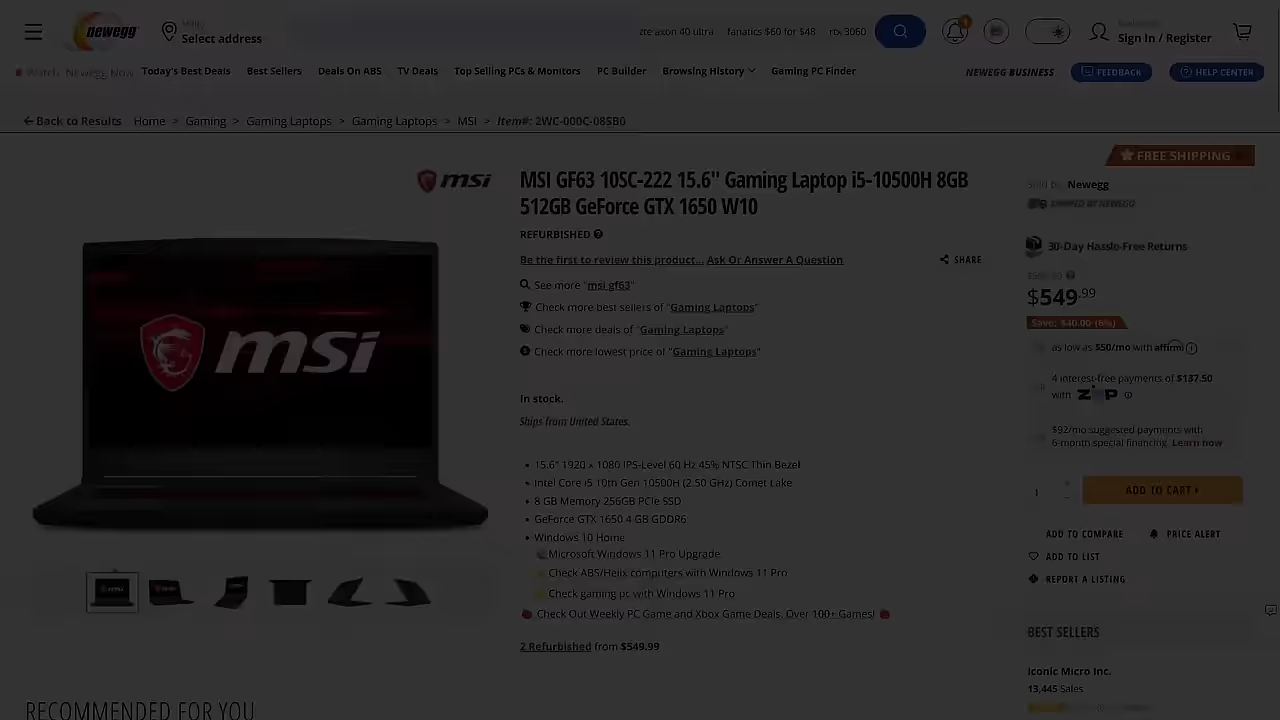 newegg
Select address
zte axon 40 ultra
fanatics $60 for $48
rtx 3060
Sign In / Register
Newegg Now
Today's Best Deals
Best Sellers
Deals On ABS
TV Deals
Top Selling PCs & Monitors
PC Builder
Browsing History
Gaming PC Finder
NEWEGG BUSINESS
FEEDBACK
HELP CENTER
Back to Results
Home > Gaming > Gaming Laptops > Gaming Laptops > MSI > Item#: 2WC-000C-085B0
FREE SHIPPING
msi
MSI GF63 10SC-222 15.6" Gaming Laptop i5-10500H 8GB
512GB GeForce GTX 1650 W10
REFURBISHED
Be the first to review this product... Ask Or Answer A Question
SHARE
See more "msi gf63"
Check more best sellers of "Gaming Laptops"
Check more deals of "Gaming Laptops"
Check more lowest price of "Gaming Laptops"
In stock.
Ships from United States.
• 15.6" 1920 x 1080 IPS-Level 60 Hz 45% NTSC Thin Bezel
• Intel Core i5 10th Gen 10500H (2.50 GHz) Comet Lake
• 8 GB Memory 256GB PCIe SSD
• GeForce GTX 1650 4 GB GDDR6
• Windows 10 Home
Microsoft Windows 11 Pro Upgrade
Check ABS/Helix computers with Windows 11 Pro
Check gaming pc with Windows 11 Pro
Check Out Weekly PC Game and Xbox Game Deals, Over 100+ Games!
2 Refurbished from $549.99
msi
Sold by: Newegg
SHIPPED BY NEWEGG
30-Day Hassle-Free Returns
$549.99
Save: $40.00 (6%)
as low as $50/mo with affirm
4 interest-free payments of $137.50
with ZIP
$92/mo suggested payments with
6-month special financing. Learn now
1
ADD TO CART
ADD TO COMPARE
PRICE ALERT
ADD TO LIST
REPORT A LISTING
BEST SELLERS
Iconic Micro Inc.
13,445 Sales
RECOMMENDED FOR YOU